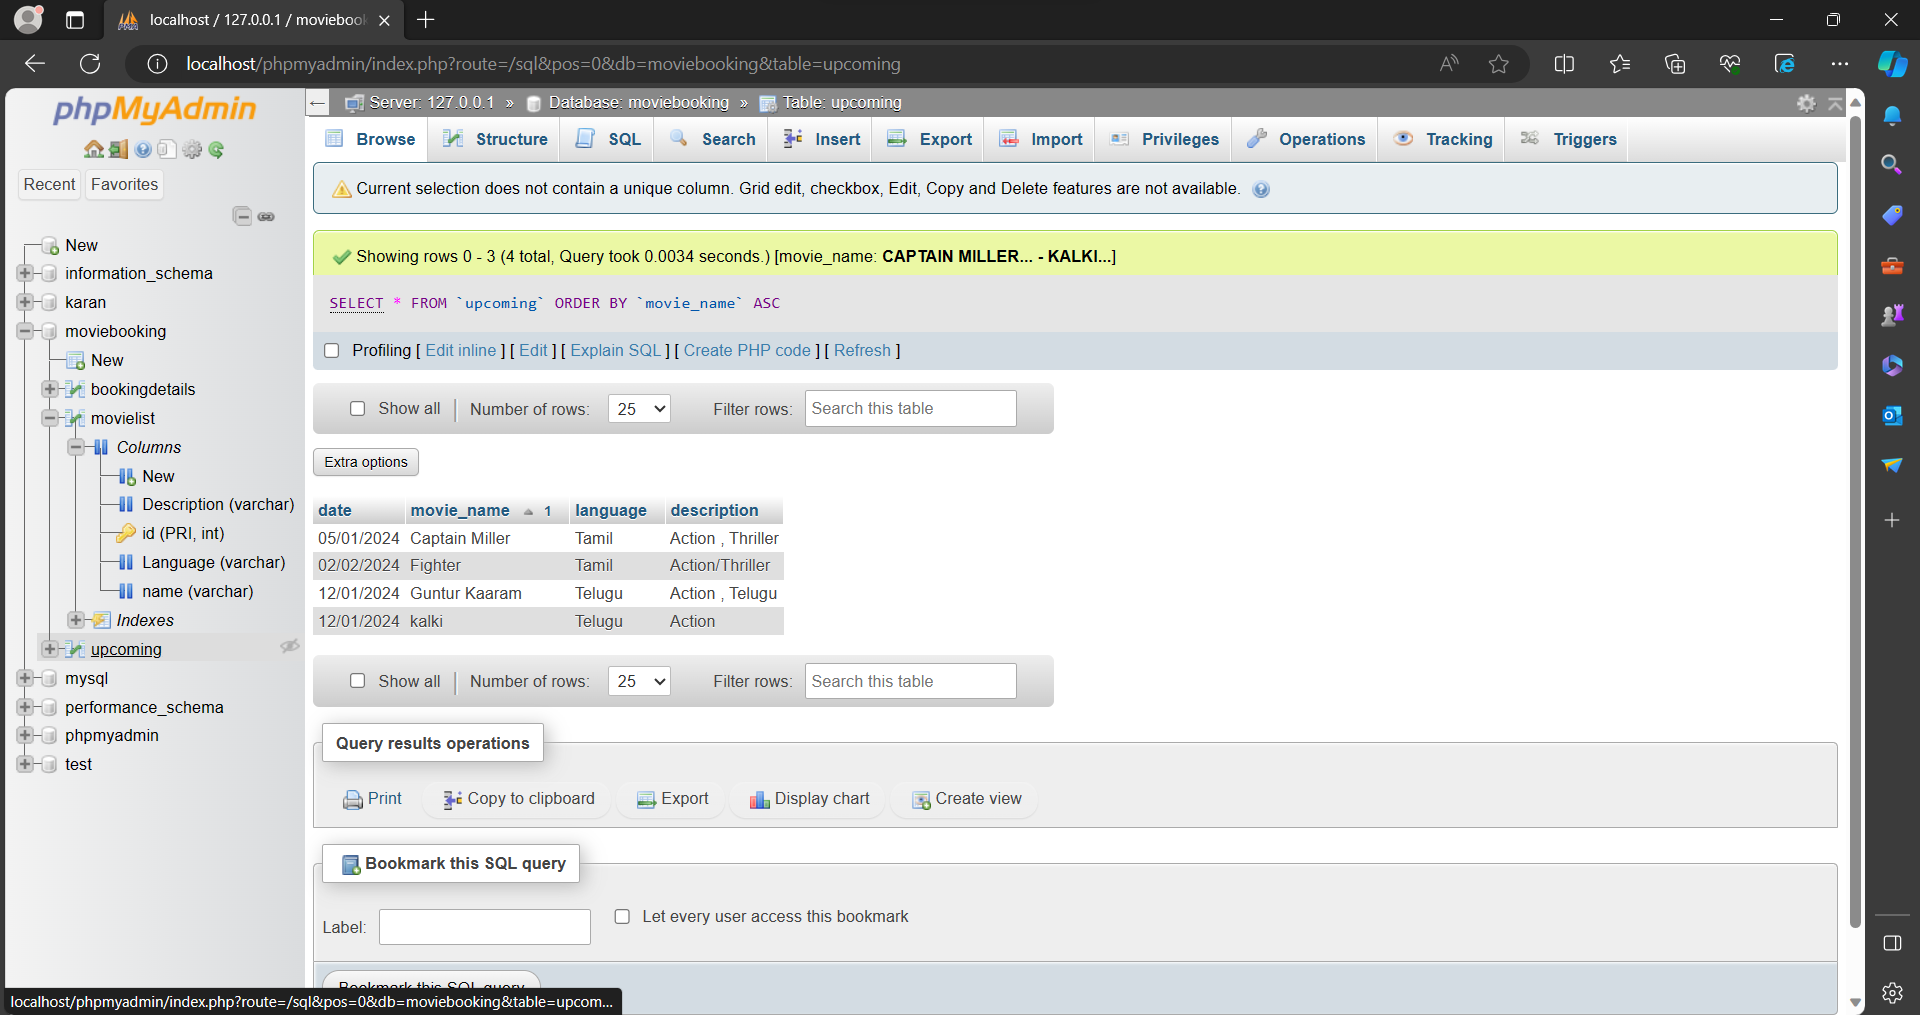 localhost / 127.0.0.1 / moviebook
localhost/phpmyadmin/index.php?route=/sql&pos=0&db=moviebooking&table=upcoming
phpMyAdmin
Recent Favorites
New
information_schema
karan
moviebooking
New
bookingdetails
movielist
Columns
New
Description (varchar)
id (PRI, int)
Language (varchar)
name (varchar)
Indexes
upcoming
mysql
performance_schema
phpmyadmin
test
Server: 127.0.0.1 » Database: moviebooking » Table: upcoming
Browse Structure SQL Search Insert Export Import Privileges Operations Tracking Triggers
Current selection does not contain a unique column. Grid edit, checkbox, Edit, Copy and Delete features are not available.
Showing rows 0 - 3 (4 total, Query took 0.0034 seconds.) [movie_name: CAPTAIN MILLER... - KALKI...]
SELECT * FROM `upcoming` ORDER BY `movie_name` ASC
Profiling [ Edit inline ] [ Edit ] [ Explain SQL ] [ Create PHP code ] [ Refresh ]
Show all | Number of rows: 25 Filter rows: Search this table
Extra options
date movie_name 1 language description
05/01/2024 Captain Miller Tamil Action , Thriller
02/02/2024 Fighter Tamil Action/Thriller
12/01/2024 Guntur Kaaram Telugu Action , Telugu
12/01/2024 kalki Telugu Action
Show all | Number of rows: 25 Filter rows: Search this table
Query results operations
Print Copy to clipboard Export Display chart Create view
Bookmark this SQL query
Label: Let every user access this bookmark
Bookmark this SQL query
localhost/phpmyadmin/index.php?route=/sql&pos=0&db=moviebooking&table=upcom...